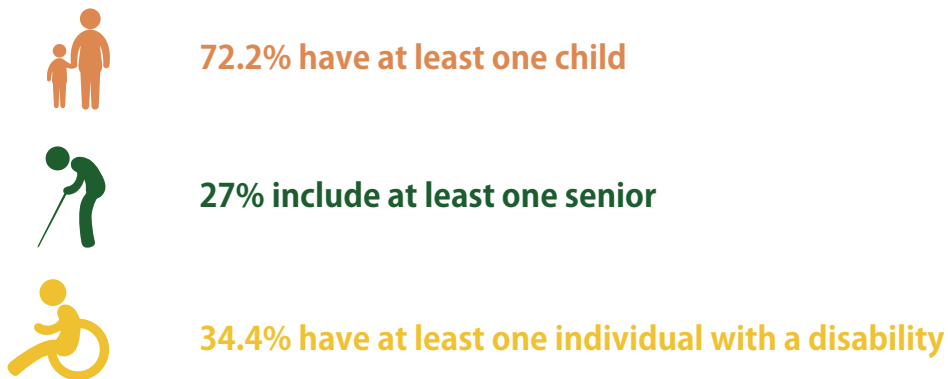 72.2% have at least one child
27% include at least one senior
34.4% have at least one individual with a disability